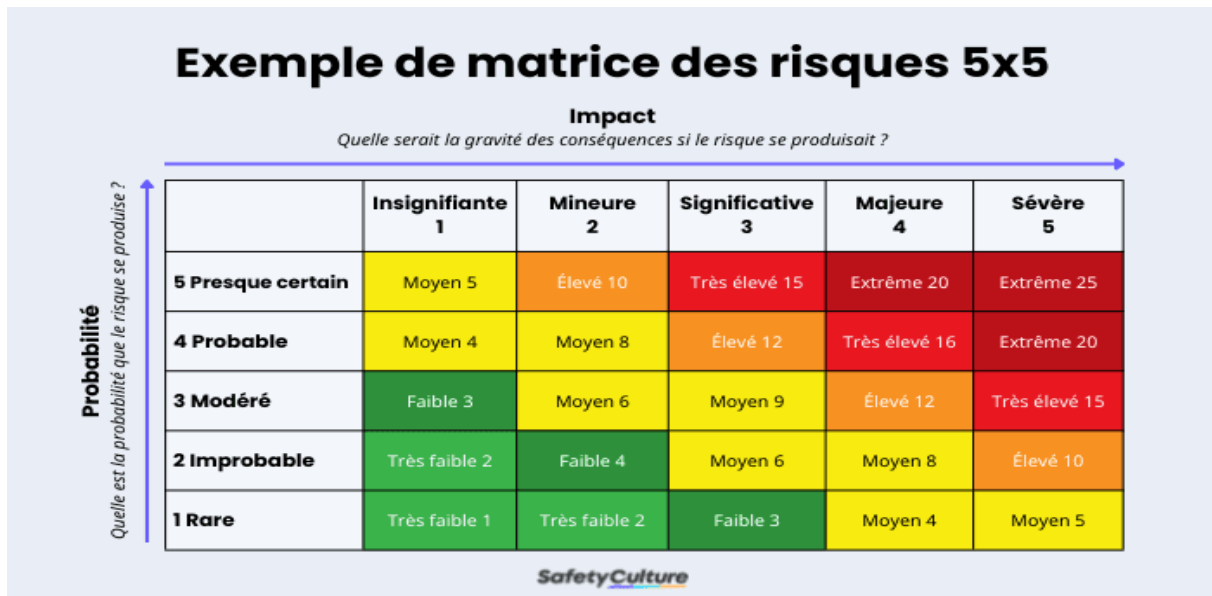 Exemple de matrice des risques 5x5
Impact
Quelle serait la gravité des conséquences si le risque se produisait ?
Probabilité
Quelle est la probabilité que le risque se produise ?
Insignifiante Mineure Significative Majeure Sévère
1 2 3 4 5
5 Presque certain Moyen 5 Élevé 10 Très élevé 15 Extrême 20 Extrême 25
4 Probable Moyen 4 Moyen 8 Élevé 12 Très élevé 16 Extrême 20
3 Modéré Faible 3 Moyen 6 Moyen 9 Élevé 12 Très élevé 15
2 Improbable Très faible 2 Faible 4 Moyen 6 Moyen 8 Élevé 10
1 Rare Très faible 1 Très faible 2 Faible 3 Moyen 4 Moyen 5
SafetyCulture